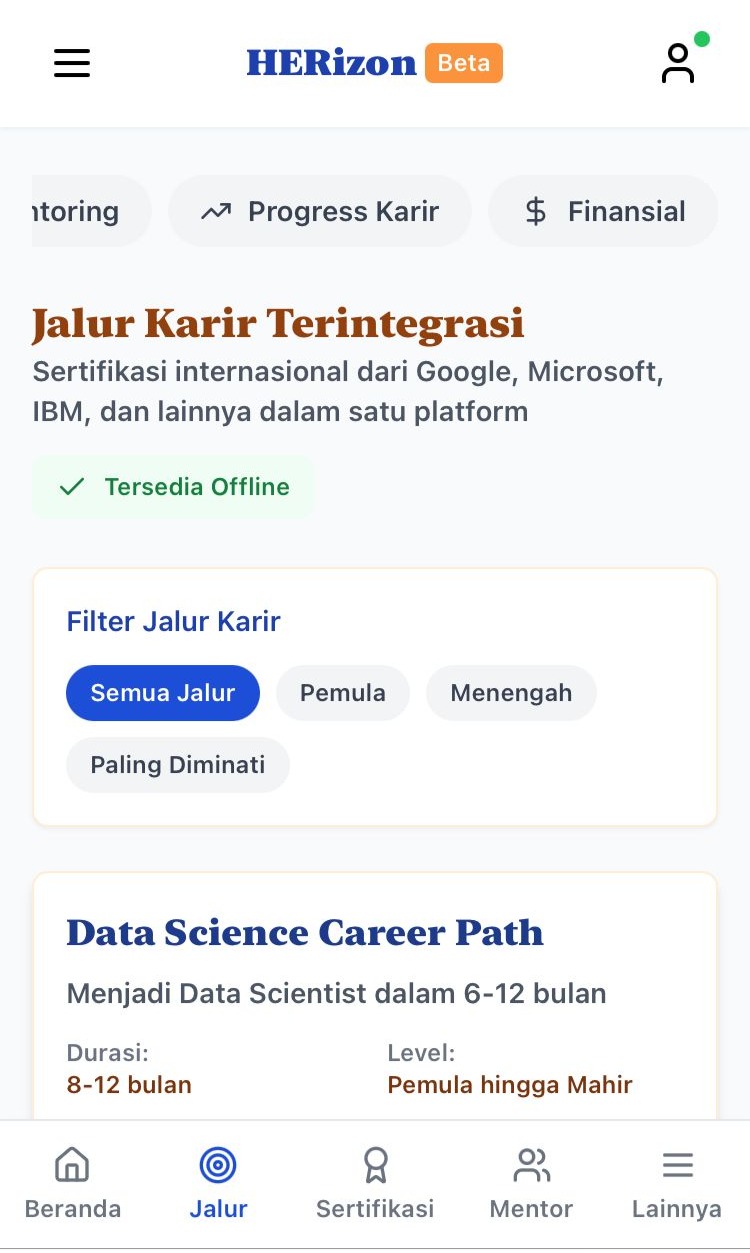 HERizon Beta
ntoring Progress Karir Finansial
Jalur Karir Terintegrasi
Sertifikasi internasional dari Google, Microsoft,
IBM, dan lainnya dalam satu platform
Tersedia Offline
Filter Jalur Karir
Semua Jalur Pemula Menengah
Paling Diminati
Data Science Career Path
Menjadi Data Scientist dalam 6-12 bulan
Durasi: Level:
8-12 bulan Pemula hingga Mahir
Beranda Jalur Sertifikasi Mentor Lainnya